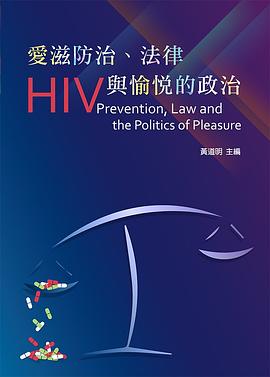 愛滋防治、法律
HIV與愉悅的政治
Prevention, Law and
the Politics of Pleasure
黃道明 主編